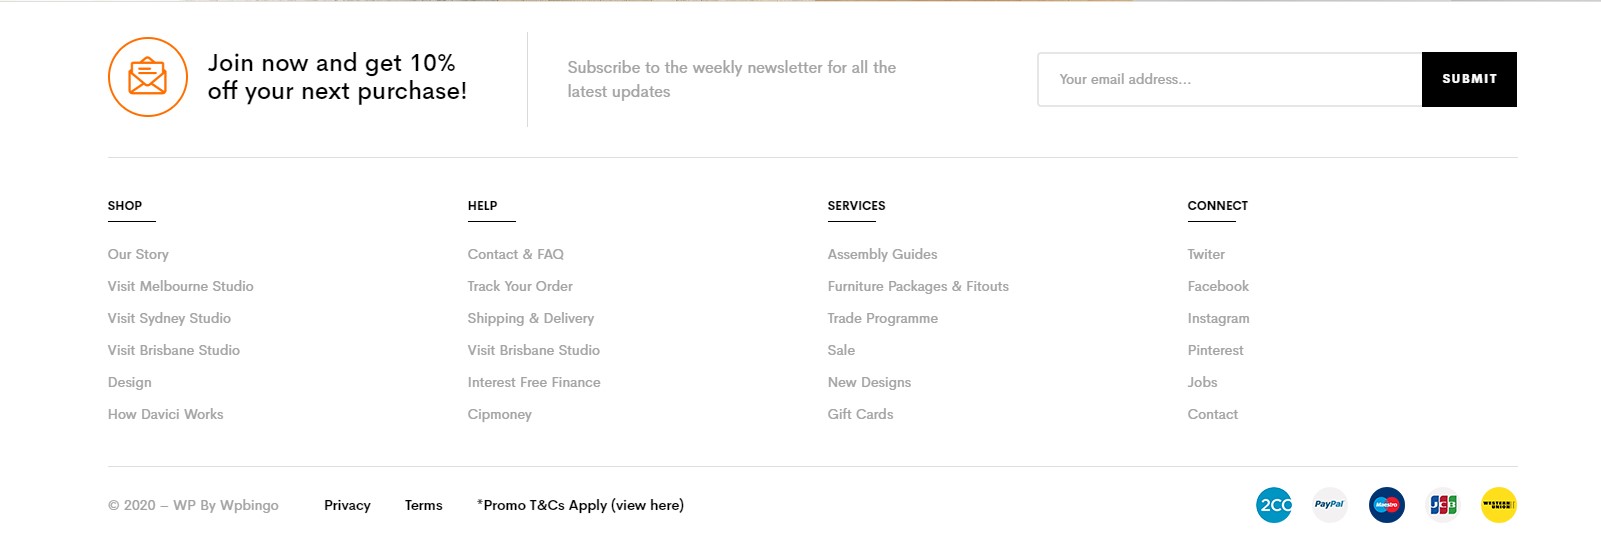 Join now and get 10%
off your next purchase!
Subscribe to the weekly newsletter for all the
latest updates
Your email address...
SUBMIT
SHOP
Our Story
Visit Melbourne Studio
Visit Sydney Studio
Visit Brisbane Studio
Design
How Davici Works
HELP
Contact & FAQ
Track Your Order
Shipping & Delivery
Visit Brisbane Studio
Interest Free Finance
Cipmoney
SERVICES
Assembly Guides
Furniture Packages & Fitouts
Trade Programme
Sale
New Designs
Gift Cards
CONNECT
Twiter
Facebook
Instagram
Pinterest
Jobs
Contact
© 2020 – WP By Wpbingo
Privacy
Terms
*Promo T&Cs Apply (view here)
2CO
PayPal
Maestro
JCB
WESTERN
UNION